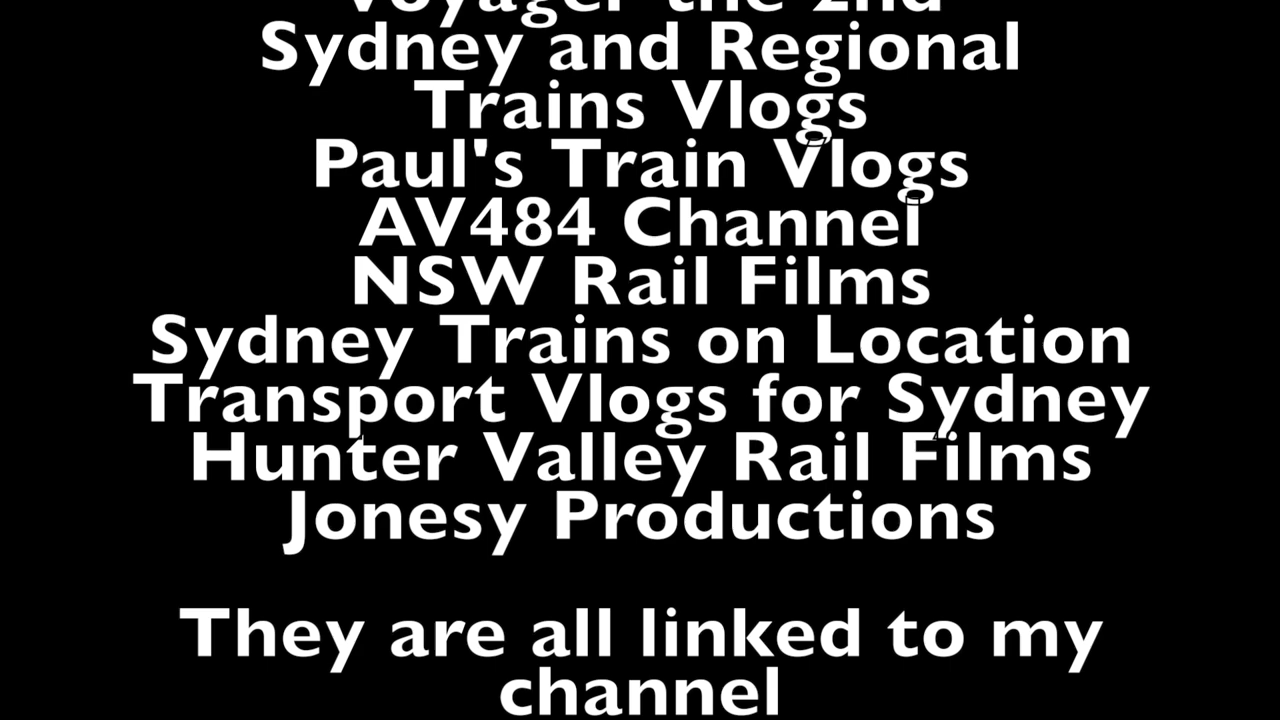 Voyager the 2nd
Sydney and Regional
Trains Vlogs
Paul's Train Vlogs
AV484 Channel
NSW Rail Films
Sydney Trains on Location
Transport Vlogs for Sydney
Hunter Valley Rail Films
Jonesy Productions
They are all linked to my
channel